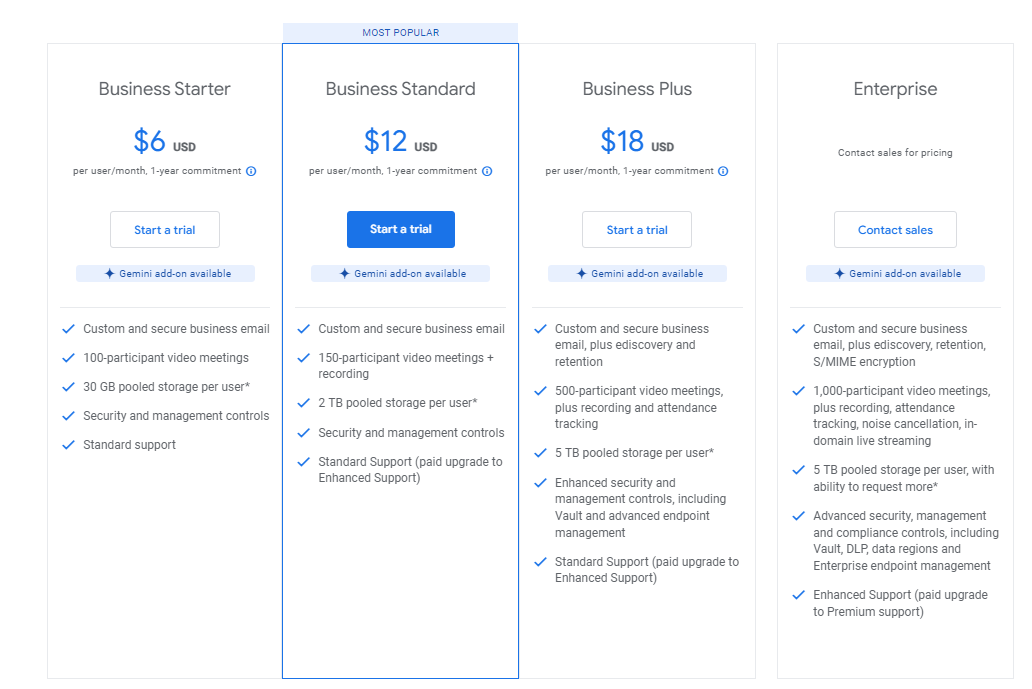 MOST POPULAR
Business Starter
$6 USD
per user/month, 1-year commitment
Start a trial
Gemini add-on available
Custom and secure business email
100-participant video meetings
30 GB pooled storage per user*
Security and management controls
Standard support
Business Standard
$12 USD
per user/month, 1-year commitment
Start a trial
Gemini add-on available
Custom and secure business email
150-participant video meetings +
recording
2 TB pooled storage per user*
Security and management controls
Standard Support (paid upgrade to
Enhanced Support)
Business Plus
$18 USD
per user/month, 1-year commitment
Start a trial
Gemini add-on available
Custom and secure business
email, plus ediscovery and
retention
500-participant video meetings,
plus recording and attendance
tracking
5 TB pooled storage per user*
Enhanced security and
management controls, including
Vault and advanced endpoint
management
Standard Support (paid upgrade to
Enhanced Support)
Enterprise
Contact sales for pricing
Contact sales
Gemini add-on available
Custom and secure business
email, plus ediscovery, retention,
S/MIME encryption
1,000-participant video meetings,
plus recording, attendance
tracking, noise cancellation, in-
domain live streaming
5 TB pooled storage per user, with
ability to request more*
Advanced security, management
and compliance controls, including
Vault, DLP, data regions and
Enterprise endpoint management
Enhanced Support (paid upgrade
to Premium support)